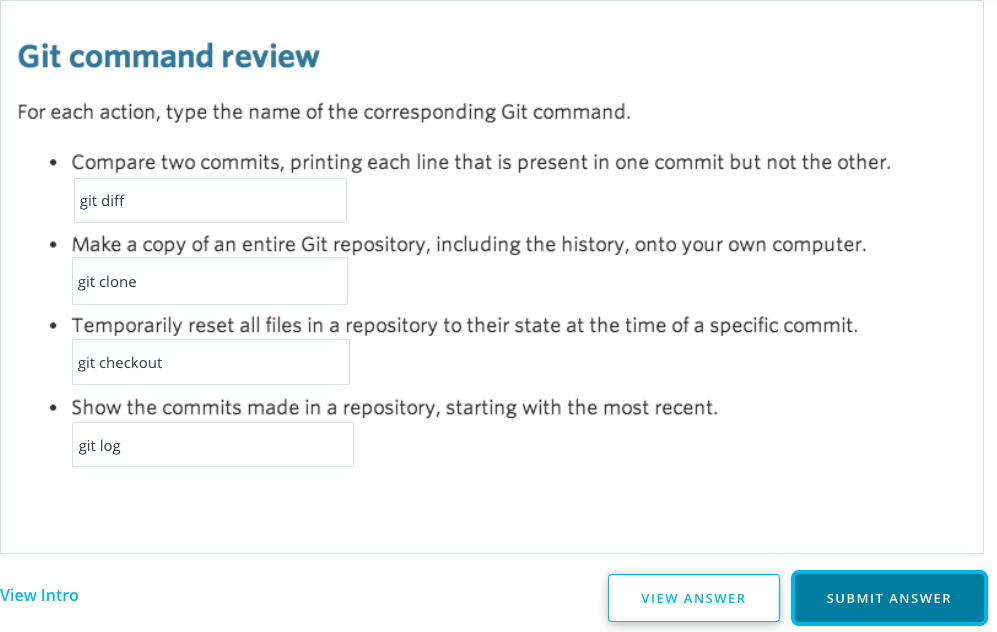 Git command review
For each action, type the name of the corresponding Git command.
• Compare two commits, printing each line that is present in one commit but not the other.
git diff
• Make a copy of an entire Git repository, including the history, onto your own computer.
git clone
• Temporarily reset all files in a repository to their state at the time of a specific commit.
git checkout
• Show the commits made in a repository, starting with the most recent.
git log
View Intro
VIEW ANSWER
SUBMIT ANSWER